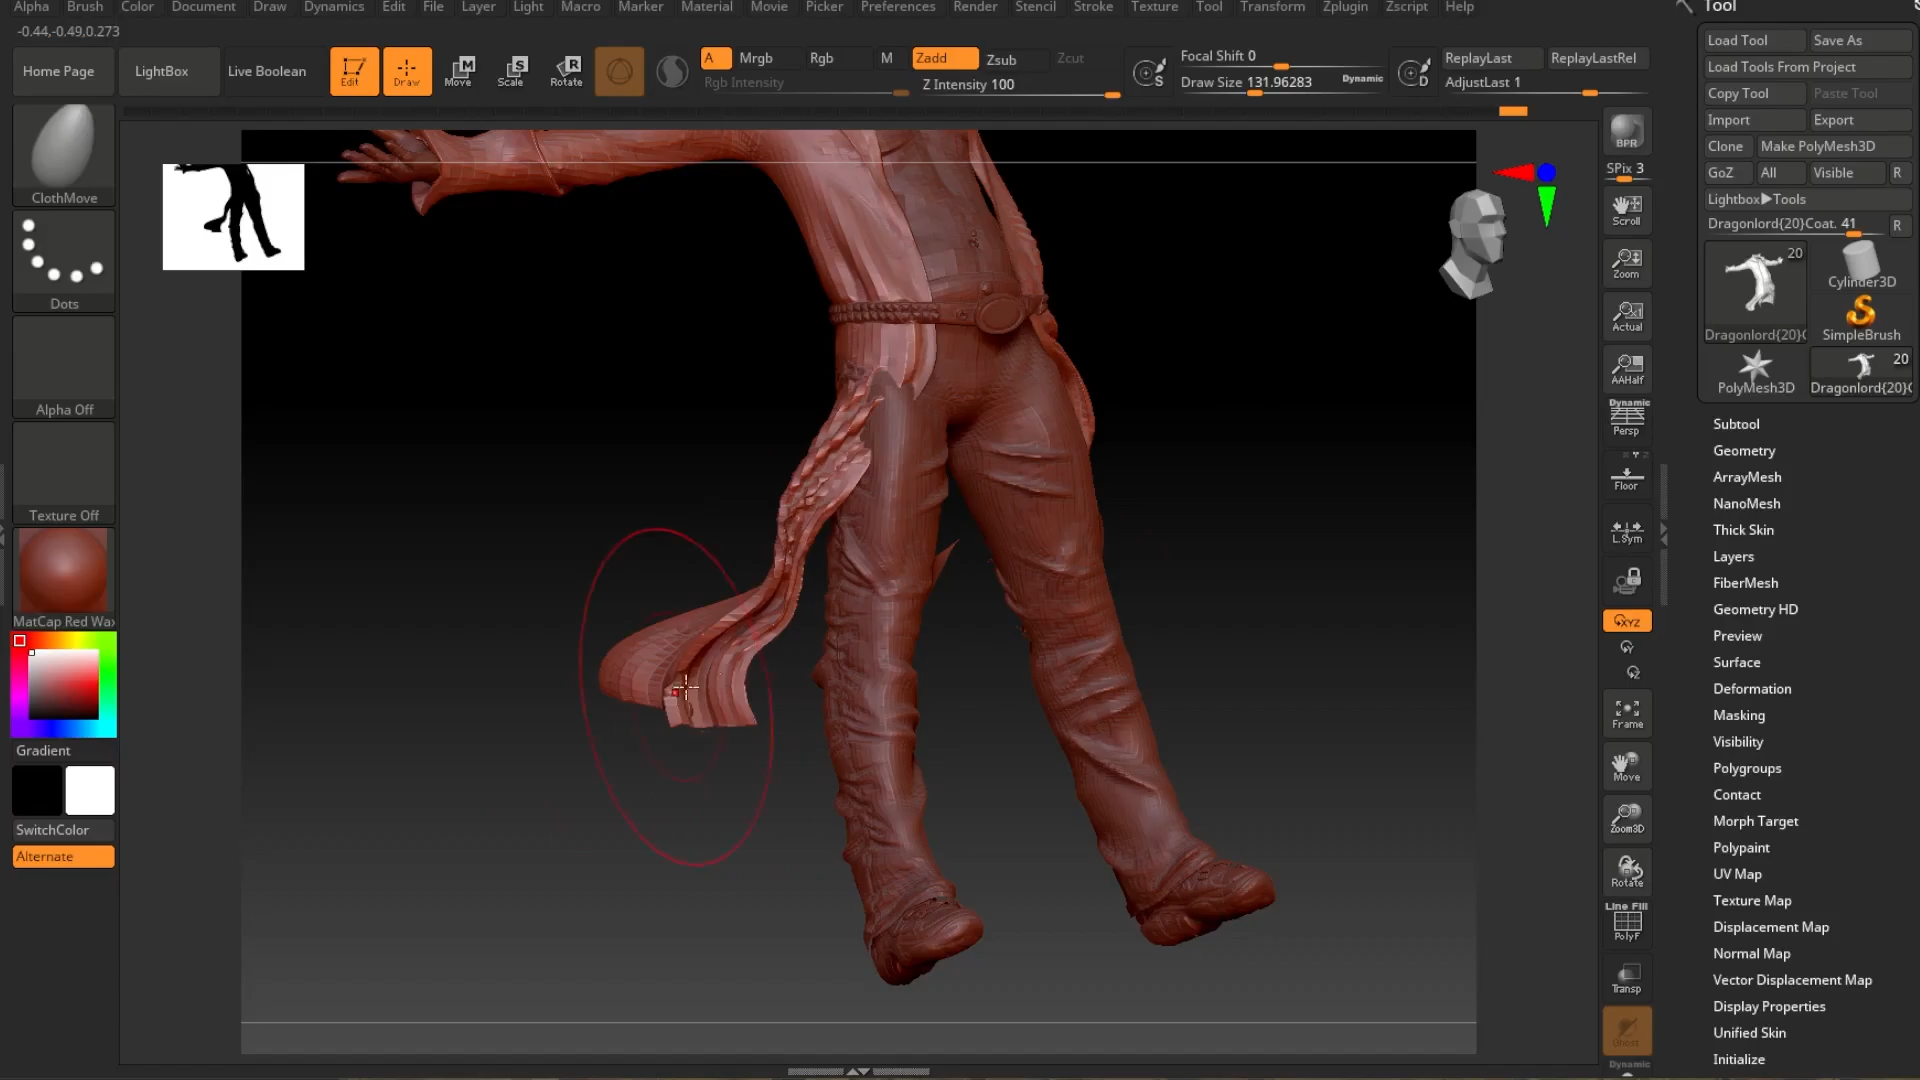 Alpha Brush Color Document Draw Dynamics Edit File Layer Light Macro Marker Material Movie Picker Preferences Render Stencil Stroke Texture Tool Transform Zplugin Zscript Help
-0.44,-0.49,0.273
Home Page LightBox Live Boolean Edit Draw Move Scale Rotate
M S R
A Mrgb Rgb M Zadd Zsub Zcut
Rgb Intensity Z Intensity 100
S Focal Shift 0
Draw Size 131.96283 Dynamic
D ReplayLast ReplayLastRel
AdjustLast 1
ClothMove
Dots
Alpha Off
Texture Off
MatCap Red Wax
Gradient
SwitchColor
Alternate
BPR
SPix 3
Scroll
Zoom
Actual
AAHalf
Dynamic
Persp
Floor
L.Sym
XYZ
Frame
Move
Zoom3D
Rotate
Line Fill
PolyF
Transp
Ghost
Dynamic
Tool
Load Tool Save As
Load Tools From Project
Copy Tool Paste Tool
Import Export
Clone Make PolyMesh3D
GoZ All Visible R
Lightbox▶Tools
Dragonlord{20}Coat. 41 R
20
Cylinder3D
Dragonlord{20}C SimpleBrush
20
PolyMesh3D Dragonlord{20}C
Subtool
Geometry
ArrayMesh
NanoMesh
Thick Skin
Layers
FiberMesh
Geometry HD
Preview
Surface
Deformation
Masking
Visibility
Polygroups
Contact
Morph Target
Polypaint
UV Map
Texture Map
Displacement Map
Normal Map
Vector Displacement Map
Display Properties
Unified Skin
Initialize